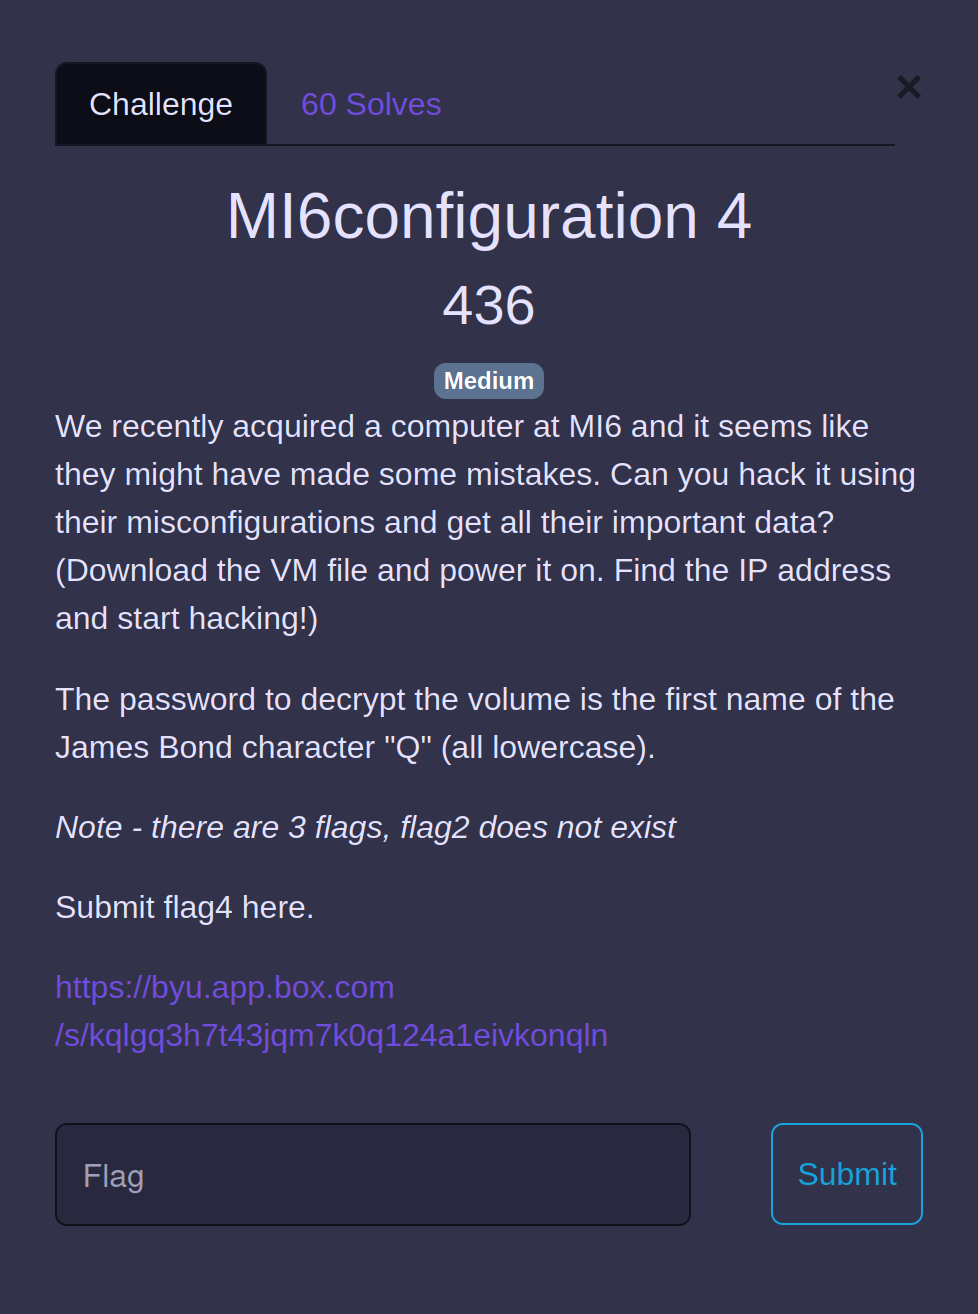 Challenge
60 Solves
×
MI6configuration 4
436
Medium
We recently acquired a computer at MI6 and it seems like
they might have made some mistakes. Can you hack it using
their misconfigurations and get all their important data?
(Download the VM file and power it on. Find the IP address
and start hacking!)
The password to decrypt the volume is the first name of the
James Bond character "Q" (all lowercase).
Note - there are 3 flags, flag2 does not exist
Submit flag4 here.
https://byu.app.box.com
/s/kqlgq3h7t43jqm7k0q124a1eivkonqln
Flag
Submit